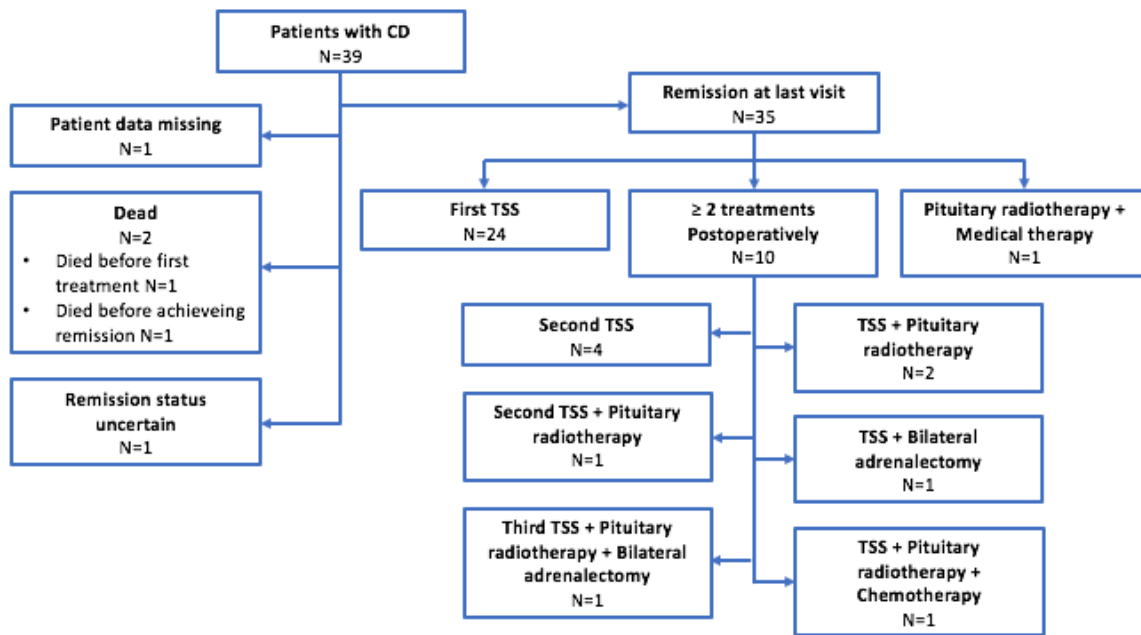 Patients with CD
N=39
Remission at last visit
N=35
Patient data missing
N=1
Dead
N=2
• Died before first
treatment N=1
• Died before achieveing
remission N=1
Remission status
uncertain
N=1
First TSS
N=24
≥ 2 treatments
Postoperatively
N=10
Pituitary radiotherapy +
Medical therapy
N=1
Second TSS
N=4
TSS + Pituitary
radiotherapy
N=2
Second TSS + Pituitary
radiotherapy
N=1
TSS + Bilateral
adrenalectomy
N=1
Third TSS + Pituitary
radiotherapy + Bilateral
adrenalectomy
N=1
TSS + Pituitary
radiotherapy +
Chemotherapy
N=1